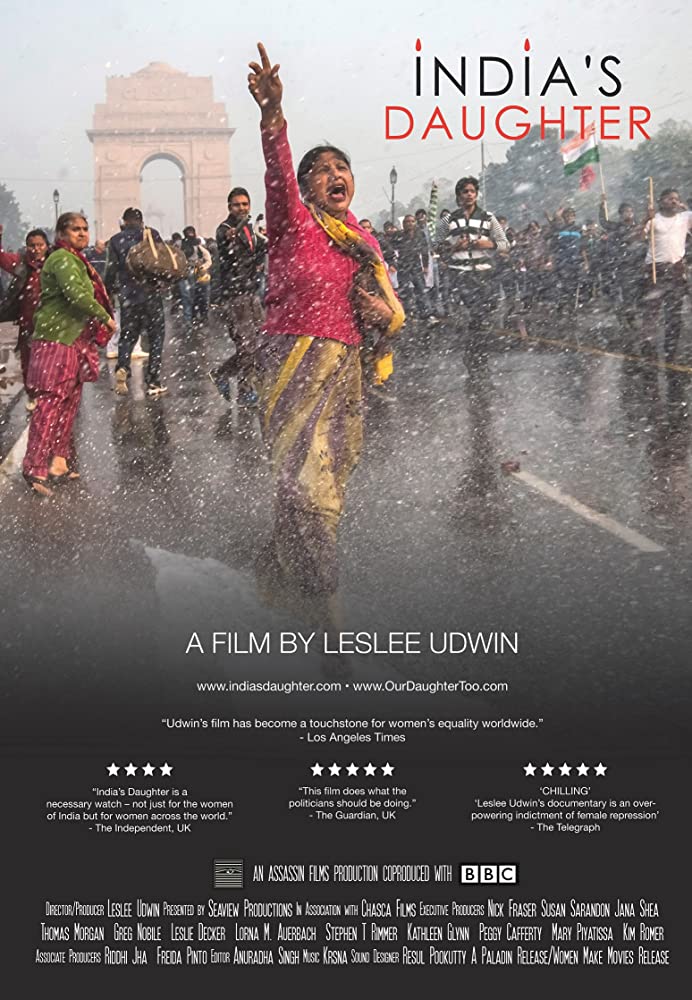 INDIA'S
DAUGHTER
A FILM BY LESLEE UDWIN
www.indiasdaughter.com • www.OurDaughterToo.com
“Udwin’s film has become a touchstone for women’s equality worldwide.”
- Los Angeles Times
“India’s Daughter is a
necessary watch – not just for the women
of India but for women across the world.”
- The Independent, UK
“This film does what the
politicians should be doing.”
- The Guardian, UK
‘CHILLING’
‘Leslee Udwin’s documentary is an over-
powering indictment of female repression’
- The Telegraph
AN ASSASSIN FILMS PRODUCTION COPRODUCED WITH BBC
DIRECTOR/PRODUCER LESLEE UDWIN PRESENTED BY SEAVIEW PRODUCTIONS IN ASSOCIATION WITH CHASCA FILMS EXECUTIVE PRODUCERS NICK FRASER SUSAN SARANDON JANA SHEA
THOMAS MORGAN GREG NOBILE LESLIE DECKER LORNA M. AUERBACH STEPHEN T RIMMER KATHLEEN GLYNN PEGGY CAFFERTY MARY PIYATISSA KIM ROMER
ASSOCIATE PRODUCERS RIDDHI JHA FREIDA PINTO EDITOR ANURADHA SINGH MUSIC KRSNA SOUND DESIGNER RESUL POOKUTTY A PALADIN RELEASE/WOMEN MAKE MOVIES RELEASE